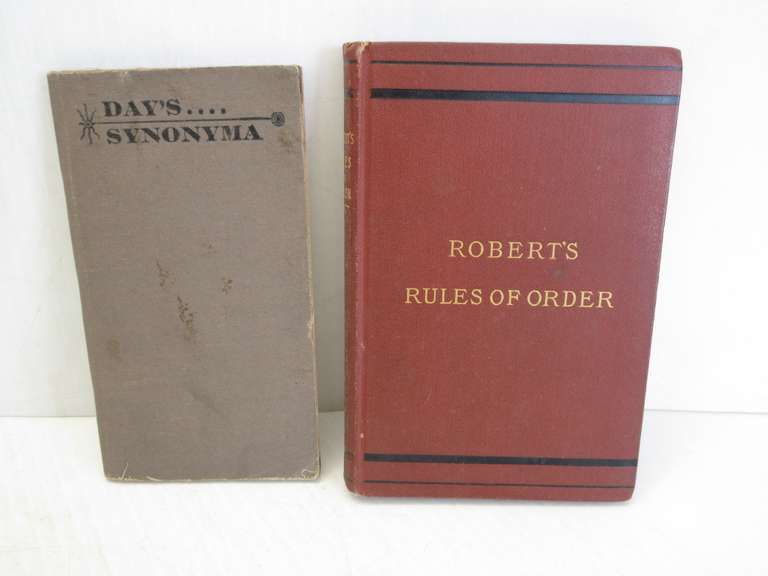 DAY'S....
SYNONYMA
ROBERT'S
RULES OF ORDER